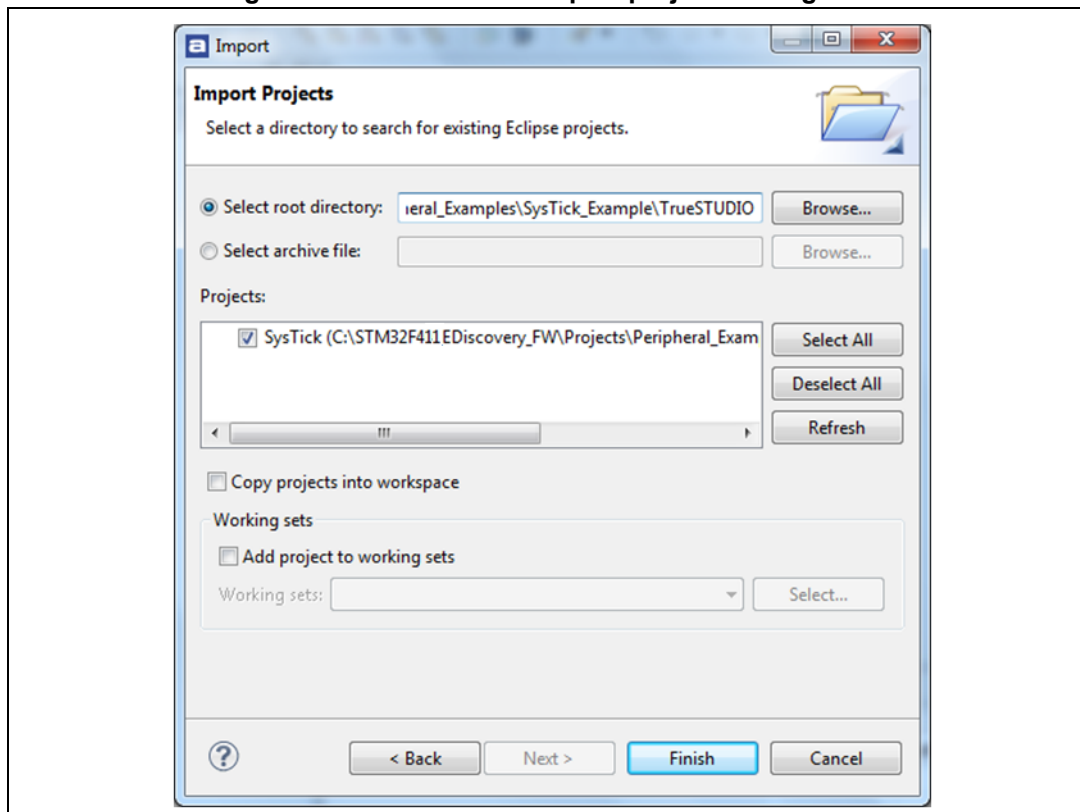 Import
Import Projects
Select a directory to search for existing Eclipse projects.
Select root directory: eral_Examples\SysTick_Example\TrueSTUDIO Browse...
Select archive file: Browse...
Projects:
SysTick (C:\STM32F411EDiscovery_FW\Projects\Peripheral_Exam Select All
Deselect All
Refresh
Copy projects into workspace
Working sets
Add project to working sets
Working sets: Select...
< Back Next > Finish Cancel